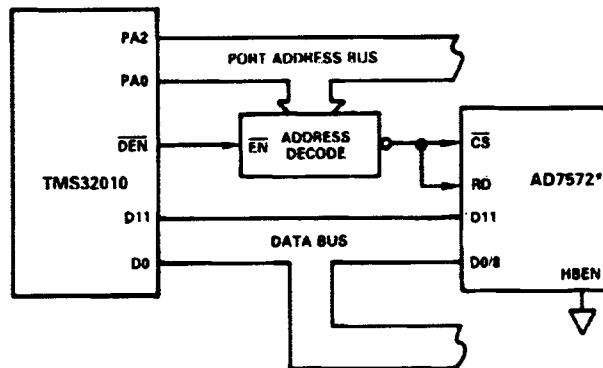 PA2
PORT ADDRESS BUS
PA0
DEN
EN
ADDRESS
DECODE
CS
TMS32010
RD
AD7572*
D11
D11
DATA BUS
D0
D0/8
HBEN